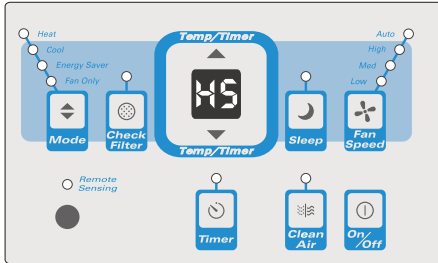 Heat
Cool
Energy Saver
Fan Only
Mode
Check
Filter
Temp/Timer
HS
Temp/Timer
Sleep
Auto
High
Med
Low
Fan
Speed
Remote
Sensing
Timer
Clean
Air
On/Off